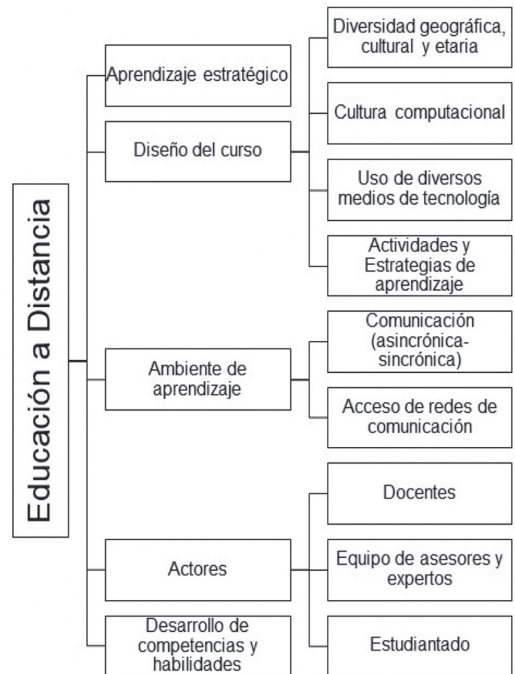 Educación a Distancia
Aprendizaje estratégico
Diseño del curso
Diversidad geográfica,
cultural y etaria
Cultura computacional
Uso de diversos
medios de tecnología
Actividades y
Estrategias de
aprendizaje
Ambiente de
aprendizaje
Comunicación
(asincrónica-
sincrónica)
Acceso de redes de
comunicación
Actores
Docentes
Equipo de asesores y
expertos
Estudiantado
Desarrollo de
competencias y
habilidades